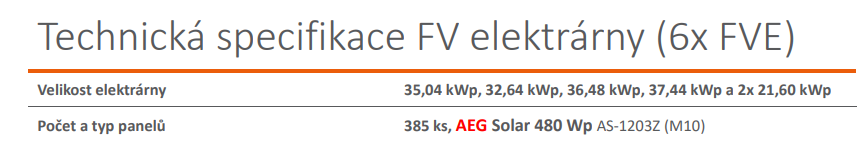 Technická specifikace FV elektrárny (6x FVE)
Velikost elektrárny 35,04 kWp, 32,64 kWp, 36,48 kWp, 37,44 kWp a 2x 21,60 kWp
Počet a typ panelů 385 ks, AEG Solar 480 Wp AS-1203Z (M10)